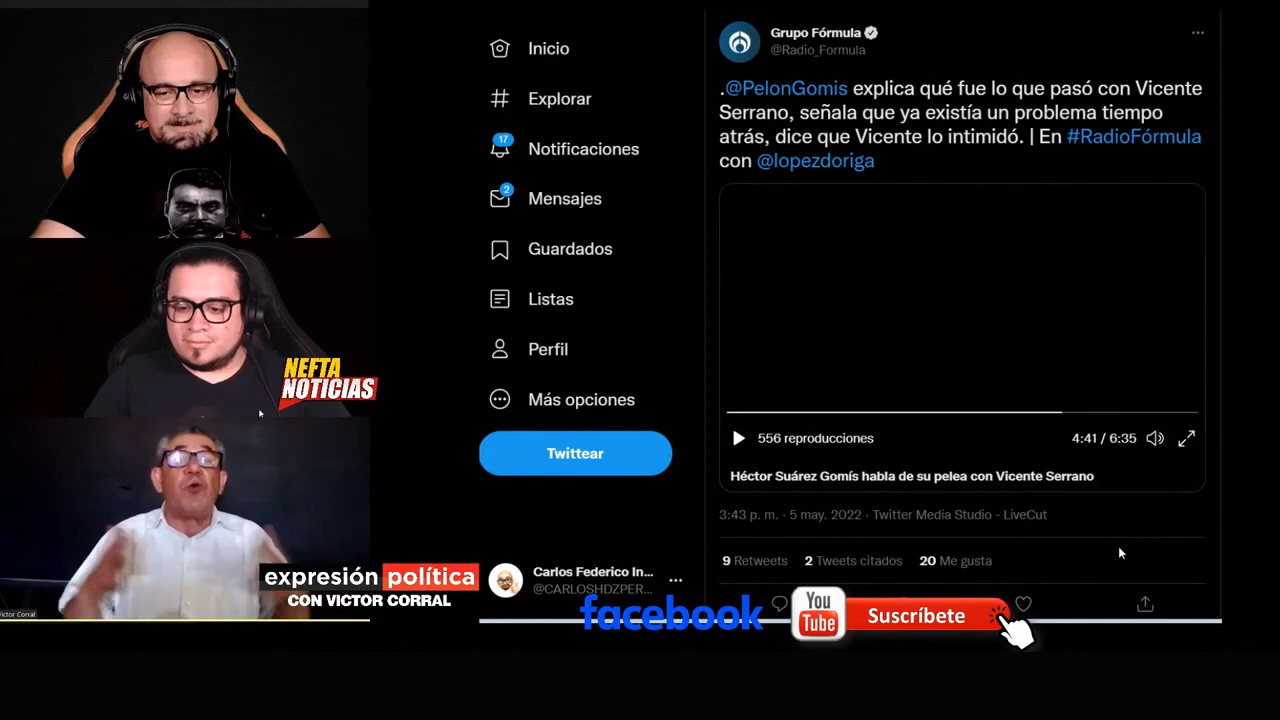 Inicio
Explorar
17
Notificaciones
2
Mensajes
Guardados
Listas
Perfil
Más opciones
Twittear
Carlos Federico In...
@CARLOSHDZPER...
Grupo Fórmula
@Radio_Formula
.@PelonGomis explica qué fue lo que pasó con Vicente
Serrano, señala que ya existía un problema tiempo
atrás, dice que Vicente lo intimidó. | En #RadioFórmula
con @lopezdoriga
556 reproducciones
4:41 / 6:35
Héctor Suárez Gomís habla de su pelea con Vicente Serrano
3:43 p. m. · 5 may. 2022 · Twitter Media Studio - LiveCut
9 Retweets 2 Tweets citados 20 Me gusta
NEFTA
NOTICIAS
expresión política
CON VICTOR CORRAL
Victor Corral
facebook
You
Tube
Suscríbete